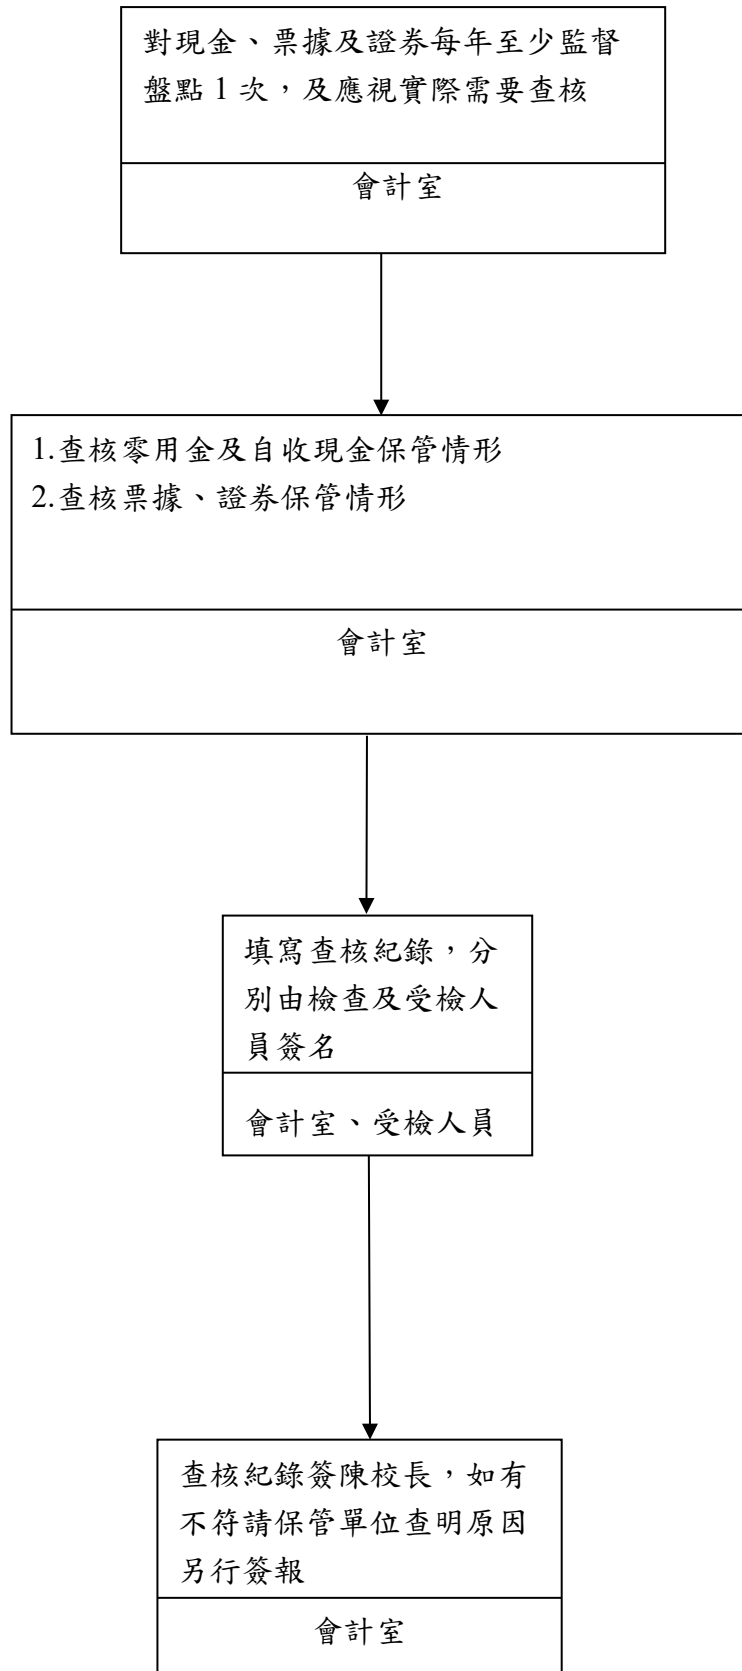 對現金、票據及證券每年至少監督
盤點 1 次，及應視實際需要查核
會計室
1.查核零用金及自收現金保管情形
2.查核票據、證券保管情形
會計室
填寫查核紀錄，分
別由檢查及受檢人
員簽名
會計室、受檢人員
查核紀錄簽陳校長，如有
不符請保管單位查明原因
另行簽報
會計室